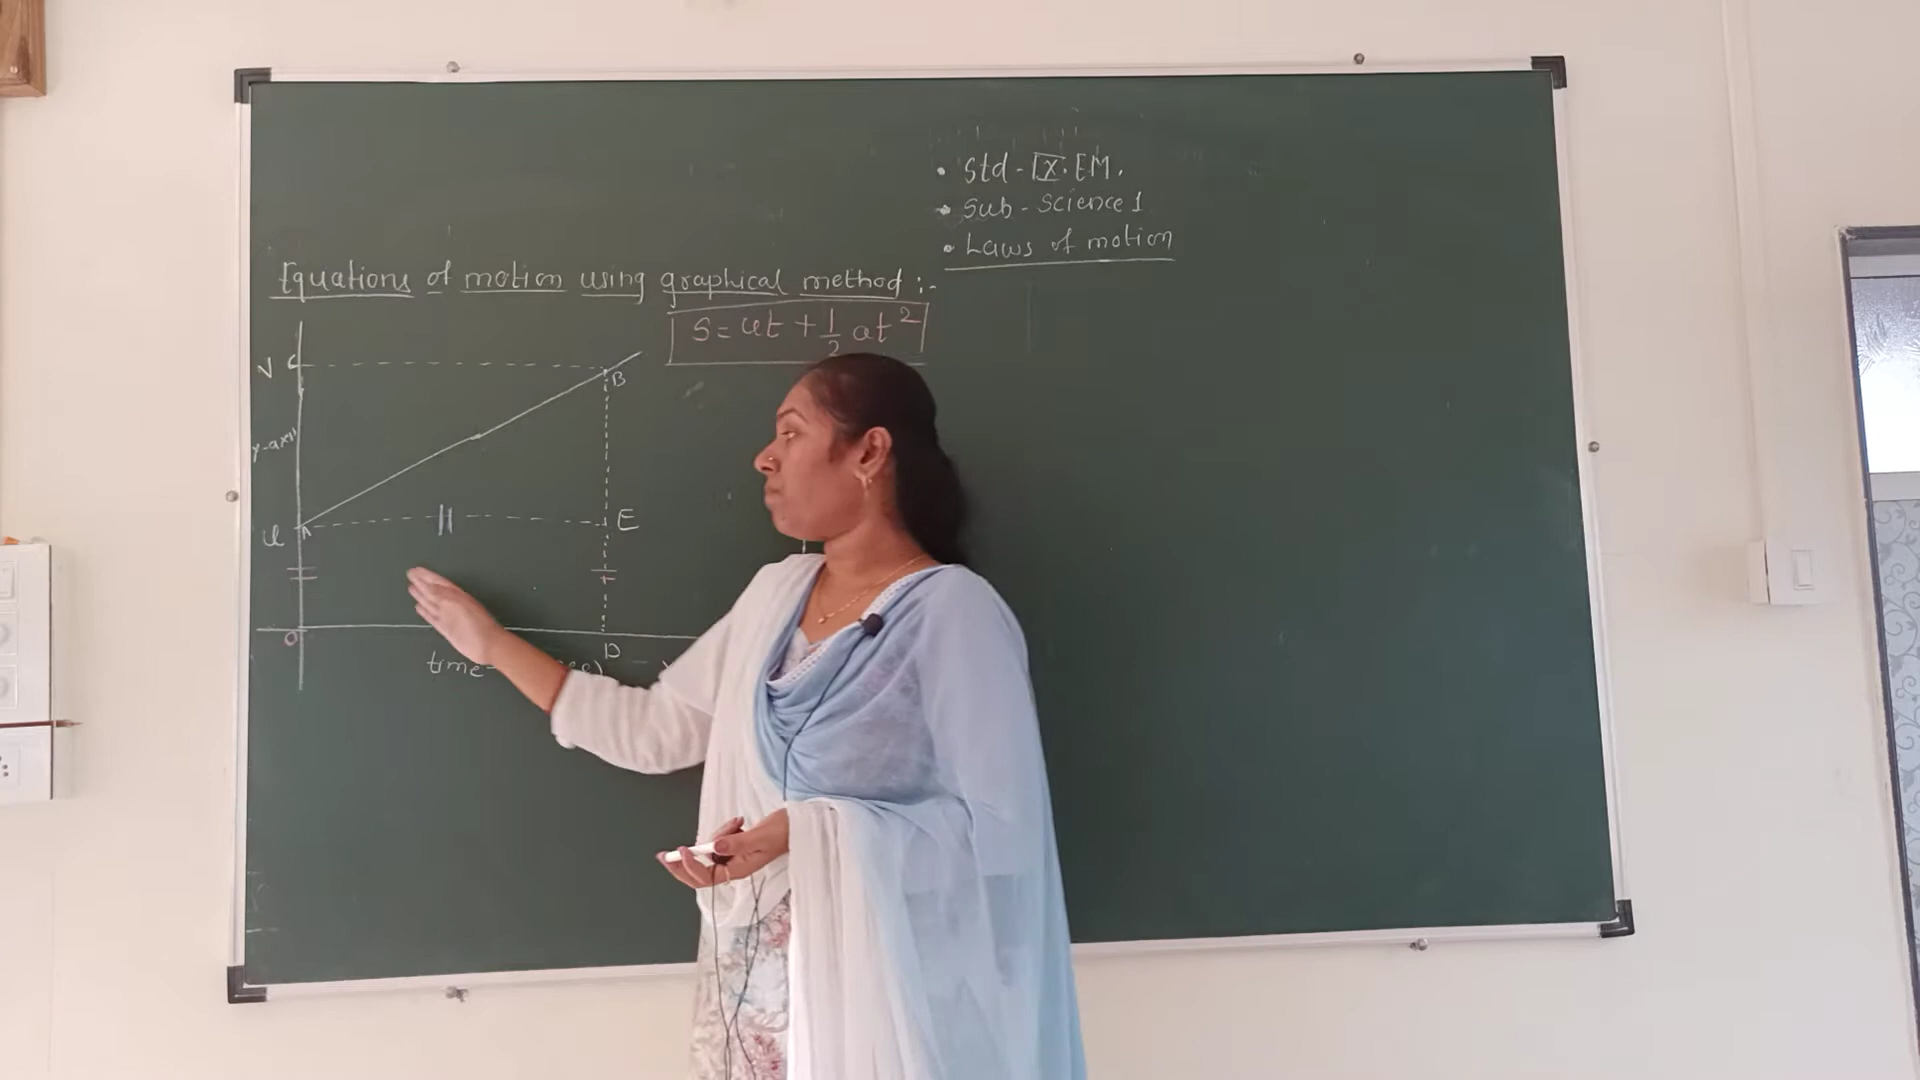 • Std - IX. EM.
• Sub - Science 1
• Laws of motion
Equations of motion using graphical method :-
S = ut + 1/2 at²
V C
B
y-axis
u A
E
O
D
time